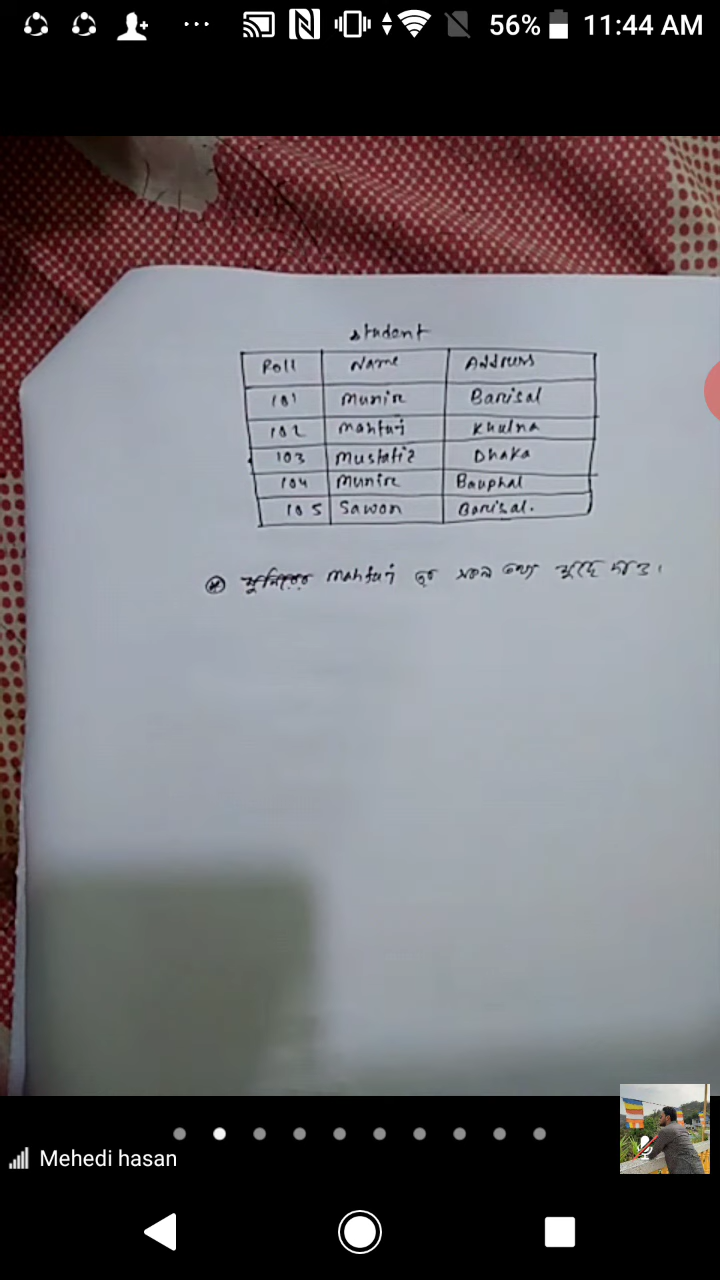 56% 11:44 AM
student
Roll Name Address
101 Munir Barisal
102 Mahfuj Khulna
103 Mustafiz Dhaka
104 Munir Bauphal
105 Sawon Barisal.
মুনিরের Mahfuj এর সকল তথ্য মুছে দাও।
Mehedi hasan